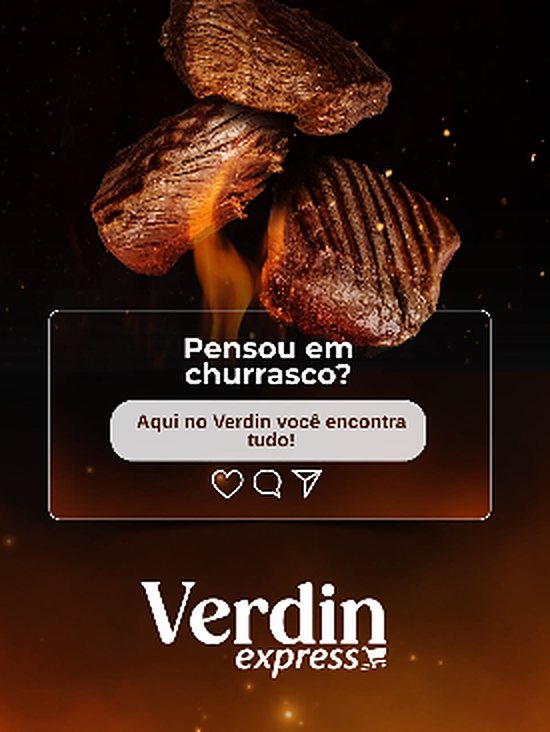 Pensou em
churrasco?
Aqui no Verdin você encontra
tudo!
Verdin
express